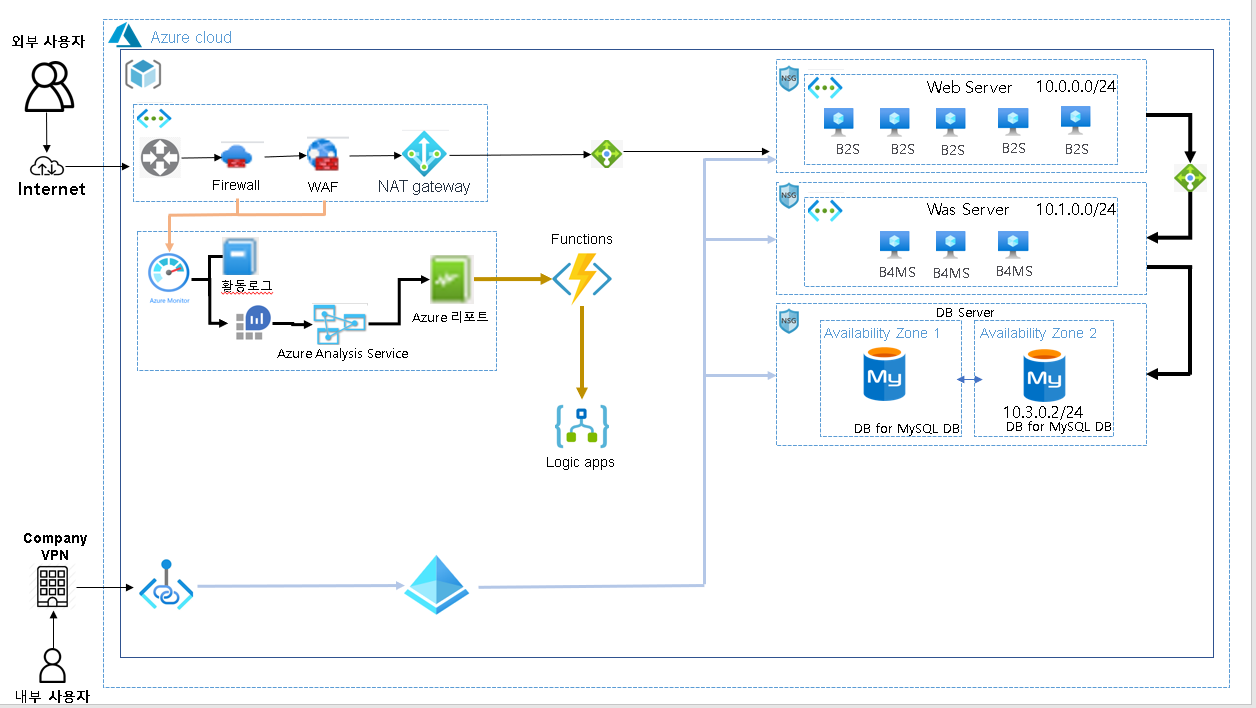 외부 사용자
Internet
Azure cloud
Firewall
WAF
NAT gateway
Azure Monitor
활동로그
Azure Analysis Service
Azure 리포트
Functions
Logic apps
NSG
Web Server
10.0.0.0/24
B2S
B2S
B2S
B2S
B2S
NSG
Was Server
10.1.0.0/24
B4MS
B4MS
B4MS
NSG
DB Server
Availability Zone 1
My
DB for MySQL DB
Availability Zone 2
My
10.3.0.2/24
DB for MySQL DB
Company
VPN
내부 사용자